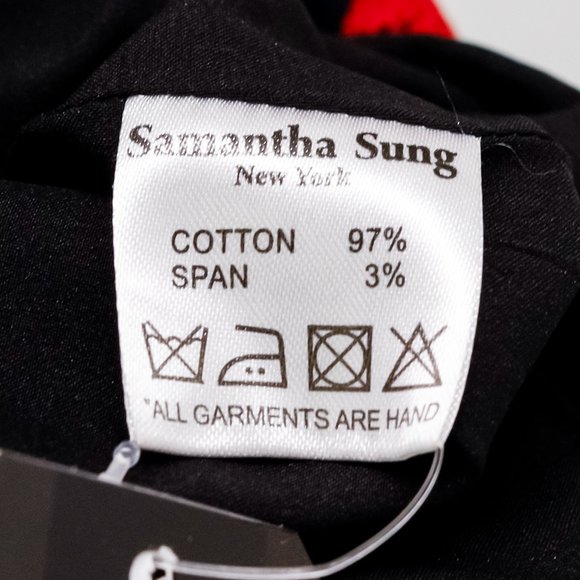 Samantha Sung
New York
COTTON 97%
SPAN 3%
*ALL GARMENTS ARE HAND